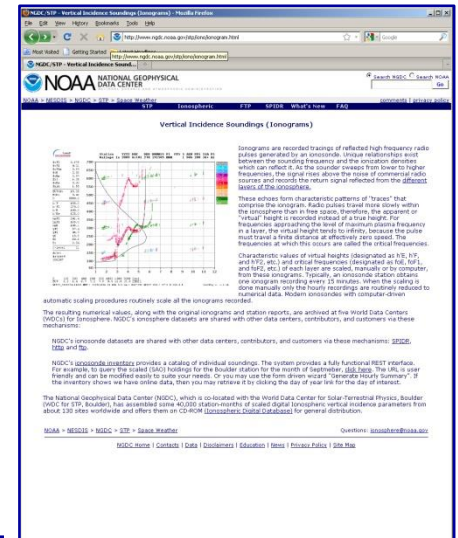 NGDC/STP - Vertical Incidence Soundings (Ionograms) - Mozilla Firefox
File Edit View History Bookmarks Tools Help
http://www.ngdc.noaa.gov/stp/iono/ionogram.html
Google
Most Visited Getting Started
http://www.ngdc.noaa.gov/stp/iono/ionogram.html
NGDC/STP - Vertical Incidence Sound...
NOAA NATIONAL GEOPHYSICAL DATA CENTER
Search NGDC Search NOAA
Go
NOAA > NESDIS > NGDC > STP > Space Weather
comments | privacy policy
STP Ionospheric FTP SPIDR What's New FAQ
Vertical Incidence Soundings (Ionograms)
Ionograms are recorded tracings of reflected high frequency radio
pulses generated by an ionosonde. Unique relationships exist
between the sounding frequency and the ionization densities
which can reflect it. As the sounder sweeps from lower to higher
frequencies, the signal rises above the noise of commercial radio
sources and records the return signal reflected from the different
layers of the ionosphere.
These echoes form characteristic patterns of "traces" that
comprise the ionogram. Radio pulses travel more slowly within
the ionosphere than in free space, therefore, the apparent or
"virtual" height is recorded instead of a true height. For
frequencies approaching the level of maximum plasma frequency
in a layer, the virtual height tends to infinity, because the pulse
must travel a finite distance at effectively zero speed. The
frequencies at which this occurs are called the critical frequencies.
Characteristic values of virtual heights (designated as h'E, h'F,
and h'F2, etc.) and critical frequencies (designated as foE, foF1,
and foF2, etc.) of each layer are scaled, manually or by computer,
from these ionograms. Typically, an ionosonde station obtains
one ionogram recording every 15 minutes. When the scaling is
done manually only the hourly recordings are routinely reduced to
numerical data. Modern ionosondes with computer-driven
automatic scaling procedures routinely scale all the ionograms recorded.
The resulting numerical values, along with the original ionograms and station reports, are archived at five World Data Centers
(WDCs) for Ionosphere. NGDC's ionosphere datasets are shared with other data centers, contributors, and customers via these
mechanisms:
NGDC's ionosonde datasets are shared with other data centers, contributors, and customers via these mechanisms: SPIDR,
http and ftp.
NGDC's ionosonde inventory provides a catalog of individual soundings. The system provides a fully functional REST interface.
For example, to query the scaled (SAO) holdings for the Boulder station for the month of September, click here. The URL is user
friendly and can be modified easily to suite your needs. Or you may use the form driven wizard "Generate Hourly Summary". If
the inventory shows we have online data, then you may retrieve it by clicking the day of year link for the day of interest.
The National Geophysical Data Center (NGDC), which is co-located with the World Data Center for Solar-Terrestrial Physics, Boulder
(WDC for STP, Boulder), has assembled some 40,000 station-months of scaled digital Ionospheric vertical incidence parameters from
about 130 sites worldwide and offers them on CD-ROM (Ionospheric Digital Database) for general distribution.
NOAA > NESDIS > NGDC > STP > Space Weather
Questions: ionosphere@noaa.gov
NGDC Home | Contacts | Data | Disclaimers | Education | News | Privacy Policy | Site Map